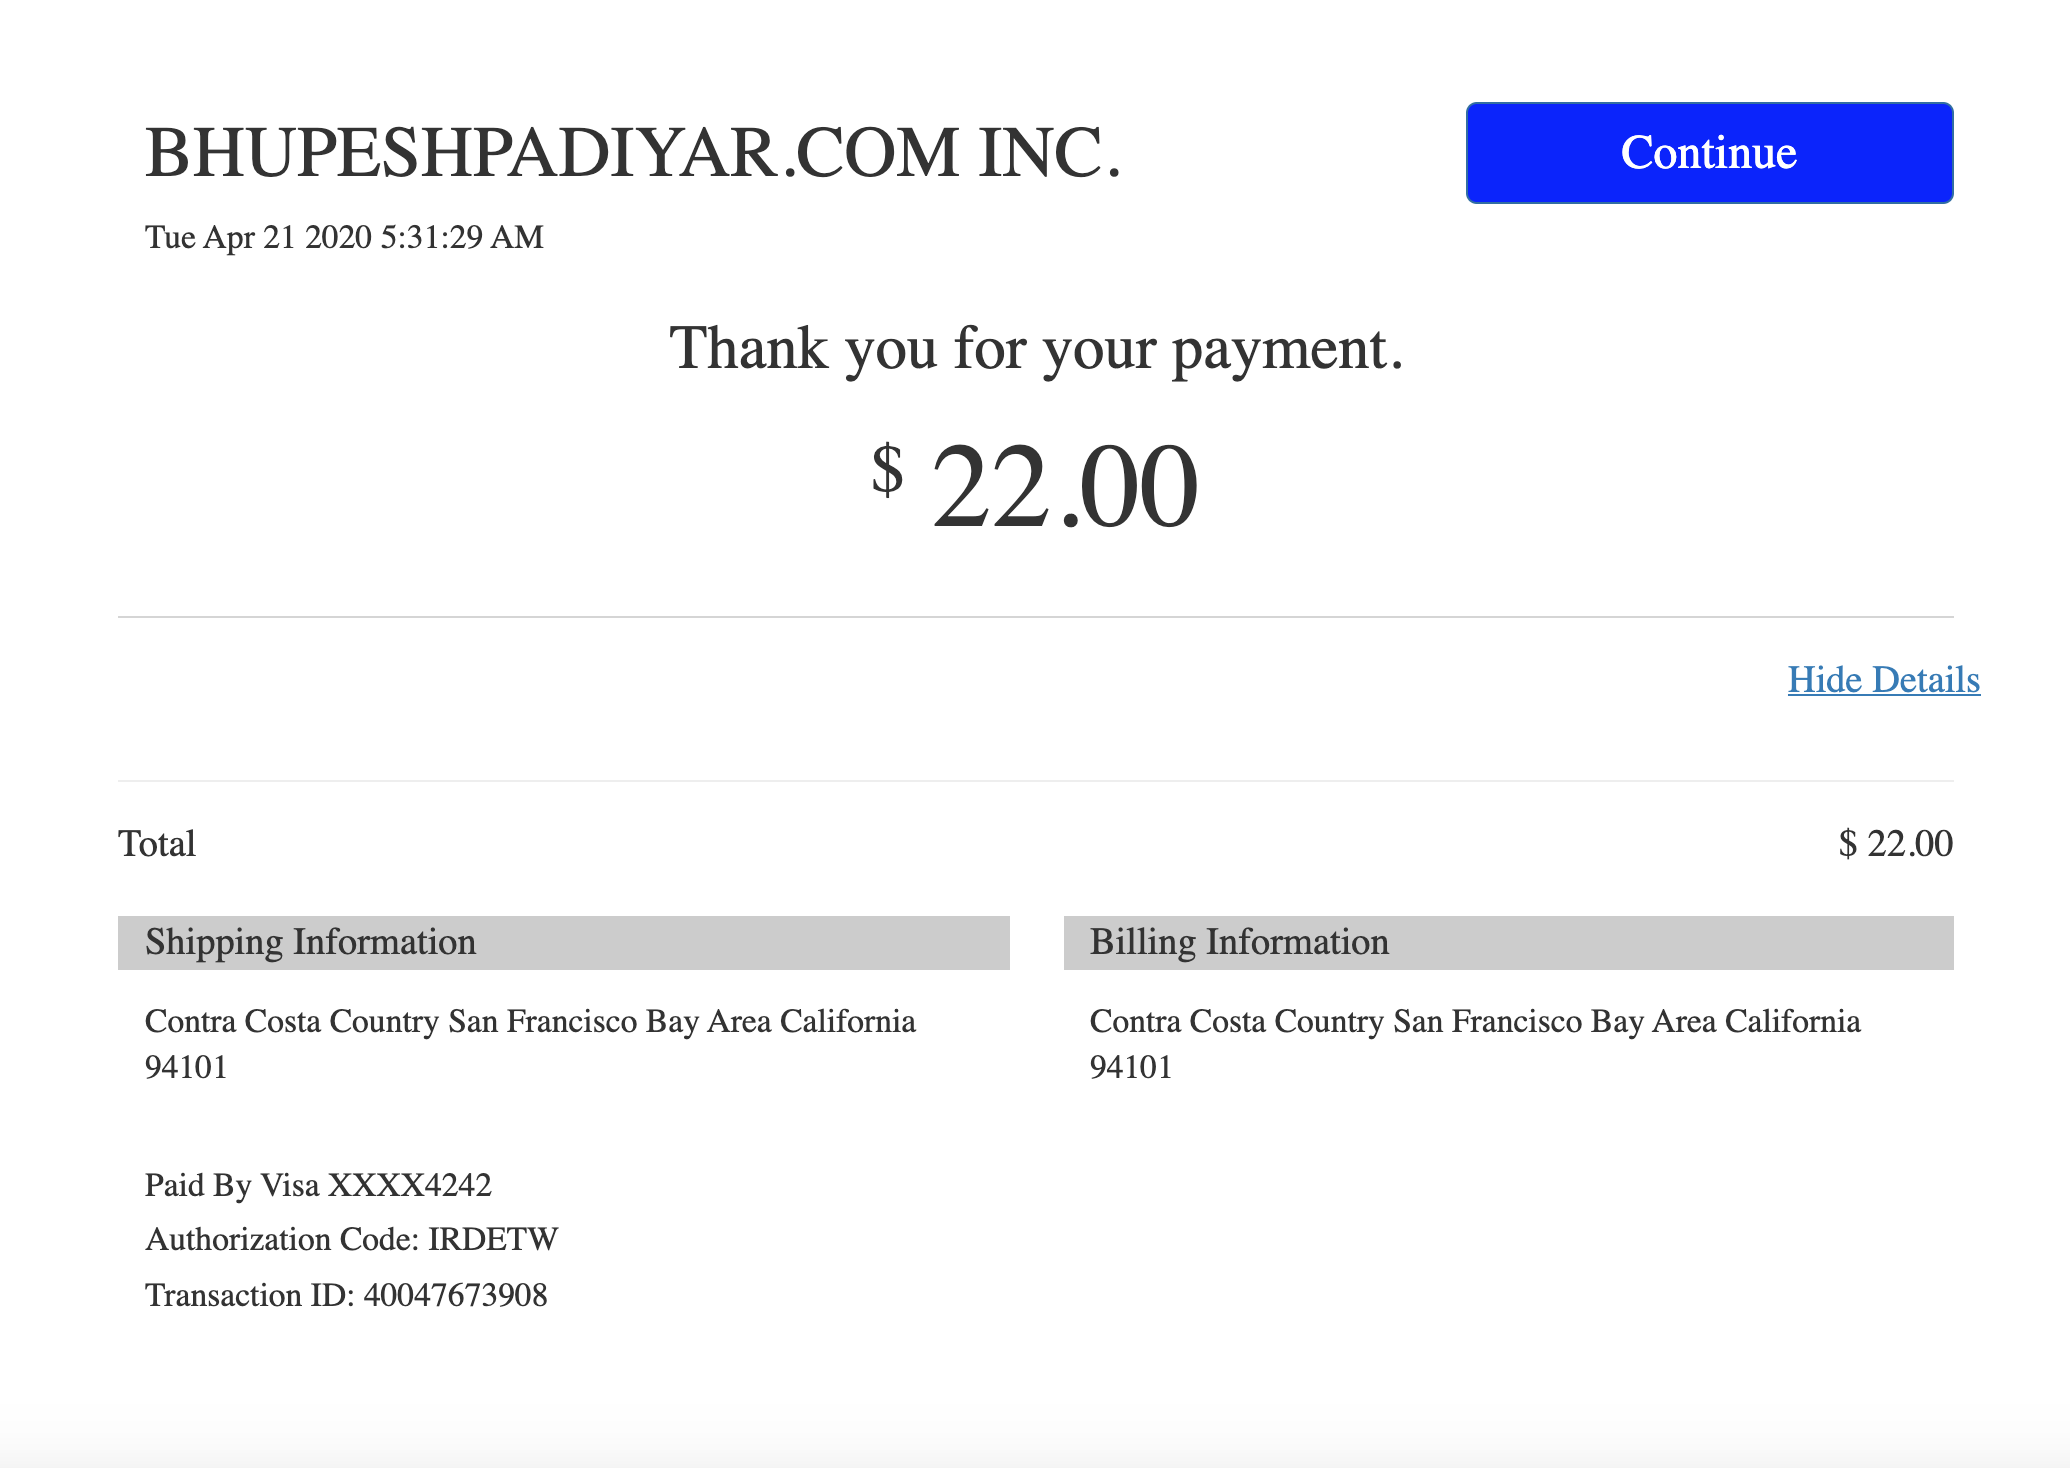 BHUPESHPADIYAR.COM INC.
Continue
Tue Apr 21 2020 5:31:29 AM
Thank you for your payment.
$ 22.00
Hide Details
Total $ 22.00
Shipping Information
Contra Costa Country San Francisco Bay Area California
94101
Billing Information
Contra Costa Country San Francisco Bay Area California
94101
Paid By Visa XXXX4242
Authorization Code: IRDETW
Transaction ID: 40047673908